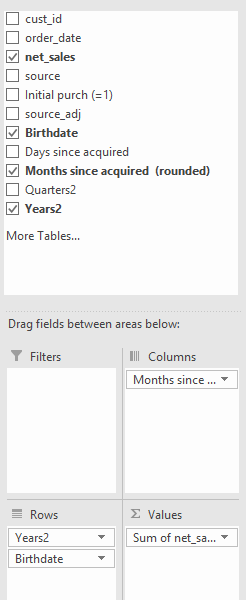 cust_id
order_date
net_sales
source
Initial purch (=1)
source_adj
Birthdate
Days since acquired
Months since acquired (rounded)
Quarters2
Years2
More Tables...
Drag fields between areas below:
Filters
Columns
Months since ...
Rows
Values
Years2
Sum of net_sa...
Birthdate